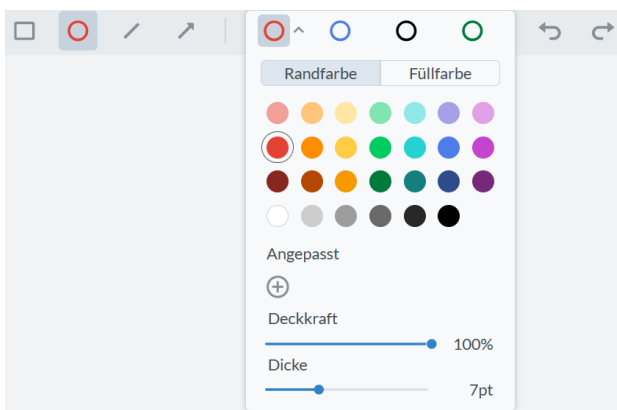 Randfarbe Füllfarbe
Angepasst
Deckkraft
100%
Dicke
7pt